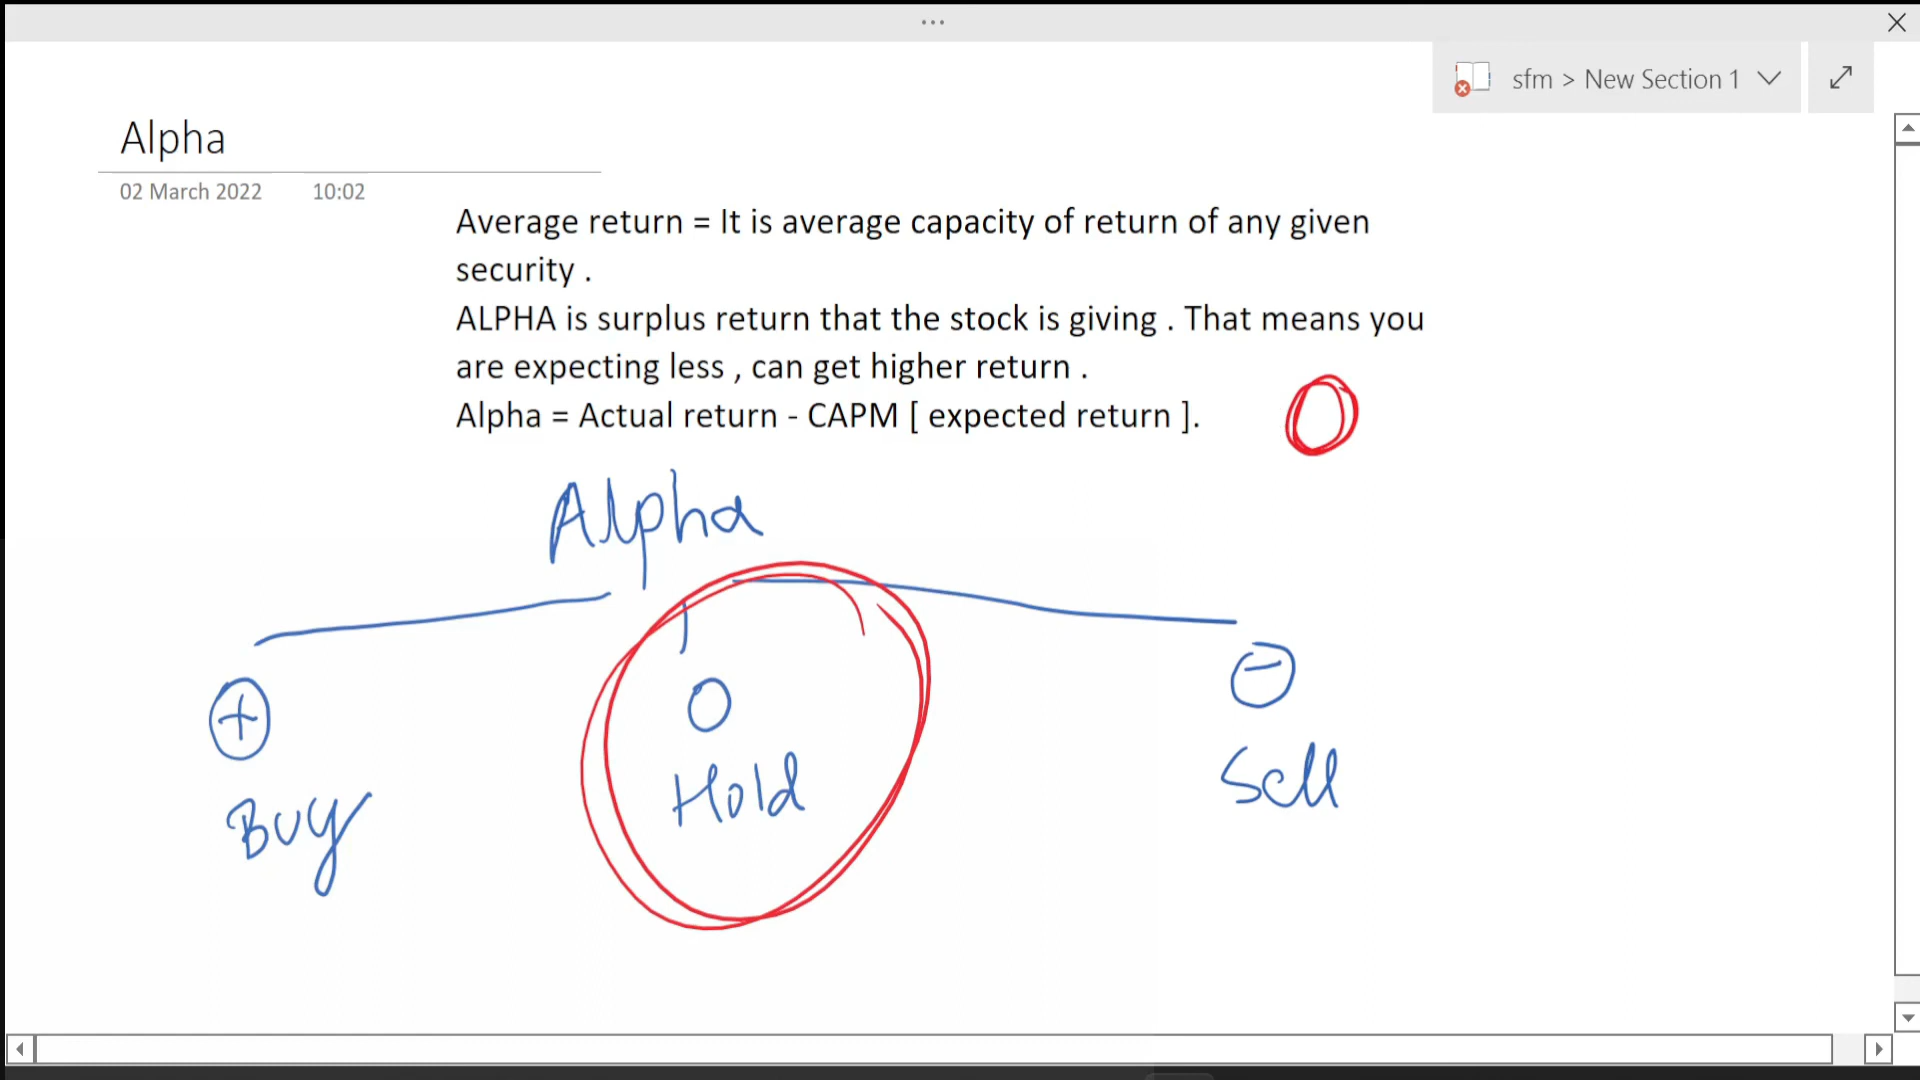 sfm > New Section 1
Alpha
02 March 2022 10:02
Average return = It is average capacity of return of any given
security .
ALPHA is surplus return that the stock is giving . That means you
are expecting less , can get higher return .
Alpha = Actual return - CAPM [ expected return ].
Alpha
+ 0 −
Buy Hold Sell